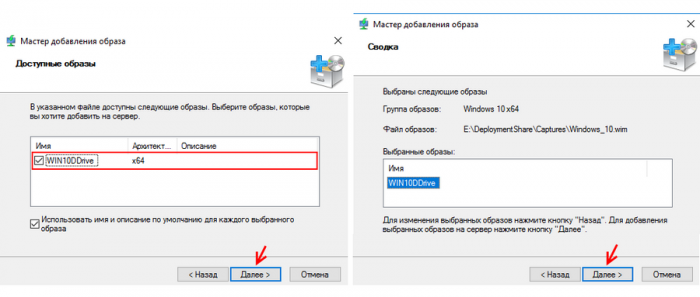 Мастер добавления образа
Доступные образы
В указанном файле доступны следующие образы. Выберите образы, которые
вы хотите добавить на сервер.
Имя Архитект... Описание
WIN10DDrive x64
Использовать имя и описание по умолчанию для каждого выбранного
образа
< Назад Далее > Отмена
Мастер добавления образа
Сводка
Выбраны следующие образы
Группа образов: Windows 10 x64
Файл образов: E:\DeploymentShare\Captures\Windows_10.wim
Выбранные образы:
Имя
WIN10DDrive
Для изменения выбранных образов нажмите кнопку "Назад". Для добавления
выбранных образов на сервер нажмите кнопку "Далее".
< Назад Далее > Отмена